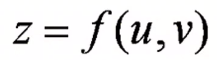 z = f(u, v)